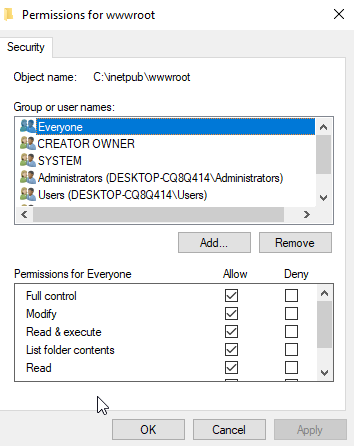 Permissions for wwwroot
Security
Object name: C:\inetpub\wwwroot
Group or user names:
Everyone
CREATOR OWNER
SYSTEM
Administrators (DESKTOP-CQ8Q414\Administrators)
Users (DESKTOP-CQ8Q414\Users)
Add... Remove
Permissions for Everyone Allow Deny
Full control
Modify
Read & execute
List folder contents
Read
OK Cancel Apply